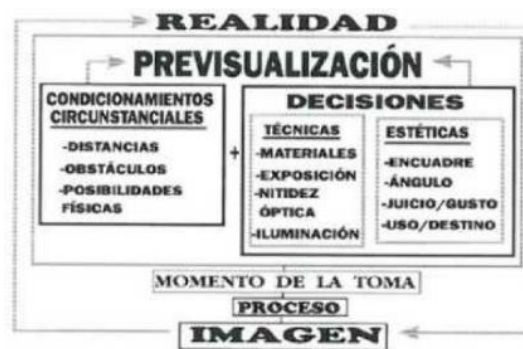 REALIDAD
PREVISUALIZACIÓN
CONDICIONAMIENTOS
CIRCUNSTANCIALES
-DISTANCIAS
-OBSTÁCULOS
-POSIBILIDADES
FÍSICAS
+
DECISIONES
TÉCNICAS
-MATERIALES
-EXPOSICIÓN
-NITIDEZ
ÓPTICA
-ILUMINACIÓN
ESTÉTICAS
-ENCUADRE
-ÁNGULO
-JUICIO/GUSTO
-USO/DESTINO
MOMENTO DE LA TOMA
PROCESO
IMAGEN